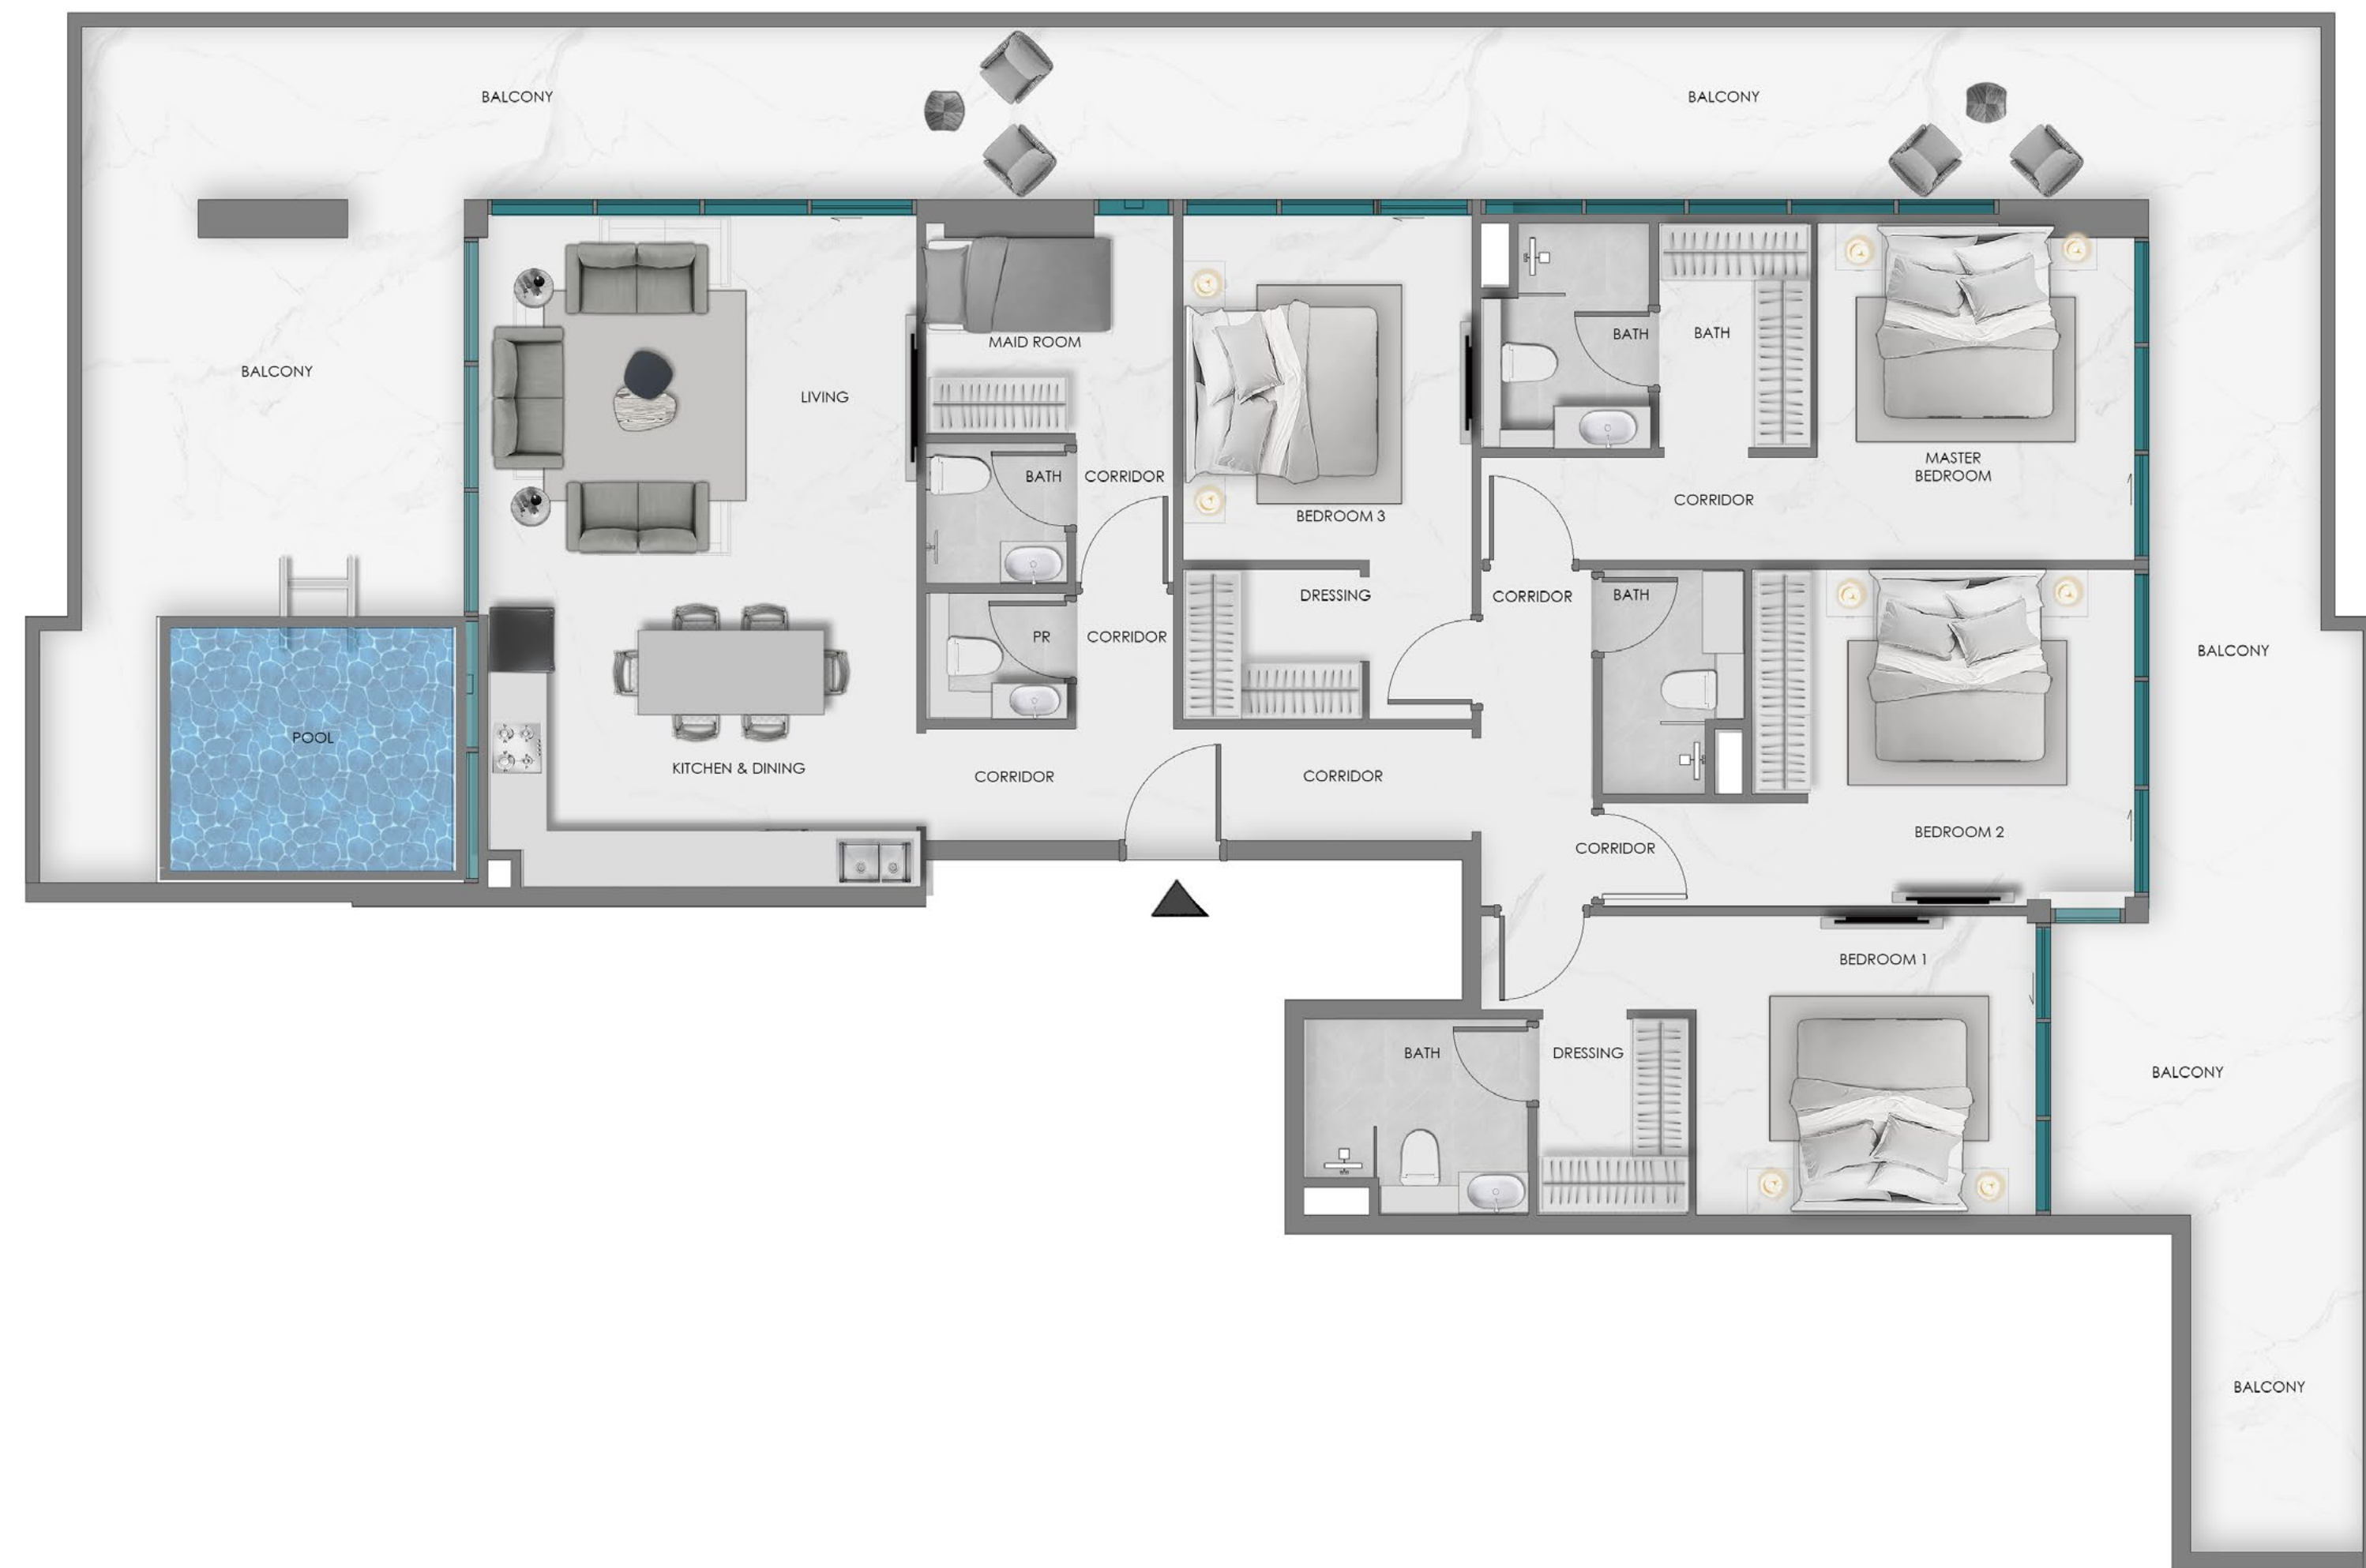 BALCONY
BALCONY
BATH
BATH
MAID ROOM
BALCONY
LIVING
MASTER
BEDROOM
BATH
CORRIDOR
CORRIDOR
BEDROOM 3
DRESSING
CORRIDOR
BATH
PR
CORRIDOR
BALCONY
POOL
KITCHEN & DINING
CORRIDOR
CORRIDOR
BEDROOM 2
CORRIDOR
BEDROOM 1
BATH
DRESSING
BALCONY
BALCONY